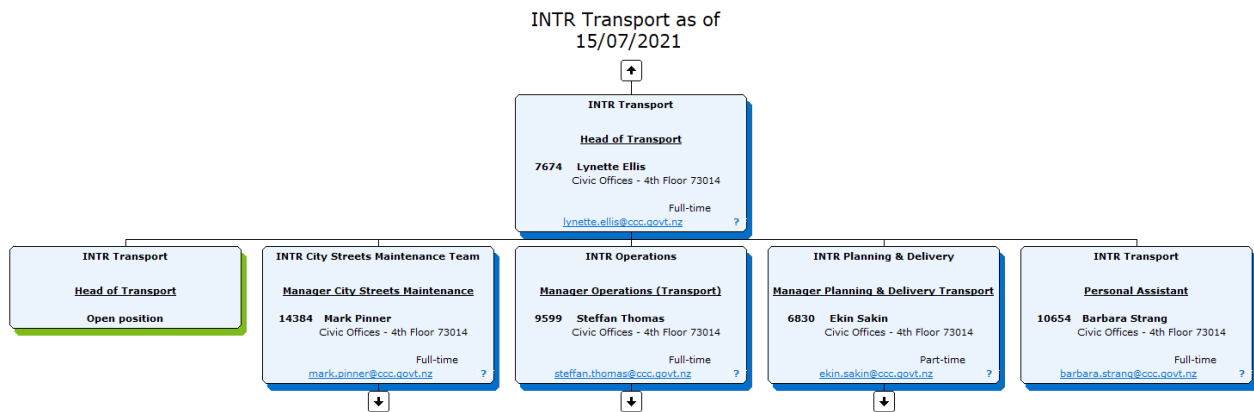 INTR Transport as of
15/07/2021
INTR Transport
Head of Transport
7674 Lynette Ellis
Civic Offices - 4th Floor 73014
Full-time
lynette.ellis@ccc.govt.nz ?
INTR Transport
Head of Transport
Open position
INTR City Streets Maintenance Team
Manager City Streets Maintenance
14384 Mark Pinner
Civic Offices - 4th Floor 73014
Full-time
mark.pinner@ccc.govt.nz ?
INTR Operations
Manager Operations (Transport)
9599 Steffan Thomas
Civic Offices - 4th Floor 73014
Full-time
steffan.thomas@ccc.govt.nz ?
INTR Planning & Delivery
Manager Planning & Delivery Transport
6830 Ekin Sakin
Civic Offices - 4th Floor 73014
Part-time
ekin.sakin@ccc.govt.nz ?
INTR Transport
Personal Assistant
10654 Barbara Strang
Civic Offices - 4th Floor 73014
Full-time
barbara.strang@ccc.govt.nz ?